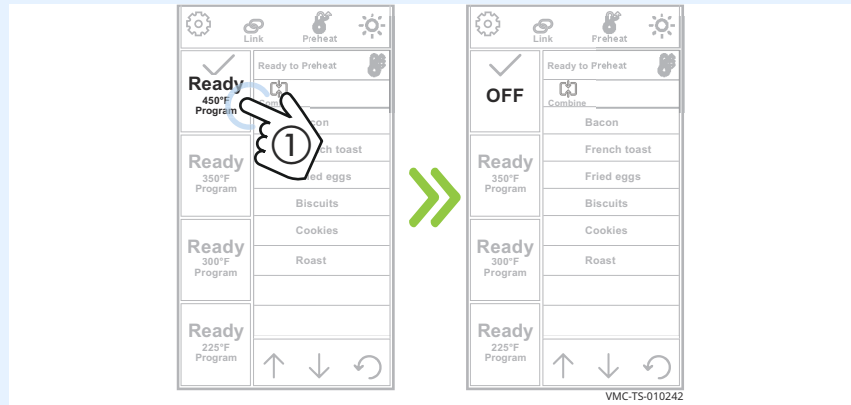 Link
Preheat
Ready
450°F
Program
Ready to Preheat
Ready
350°F
Program
French toast
Fried eggs
Biscuits
Cookies
Ready
300°F
Program
Roast
Ready
225°F
Program
1
Link
Preheat
OFF
Ready to Preheat
Combine
Bacon
French toast
Ready
350°F
Program
Fried eggs
Biscuits
Cookies
Ready
300°F
Program
Roast
Ready
225°F
Program
VMC-TS-010242